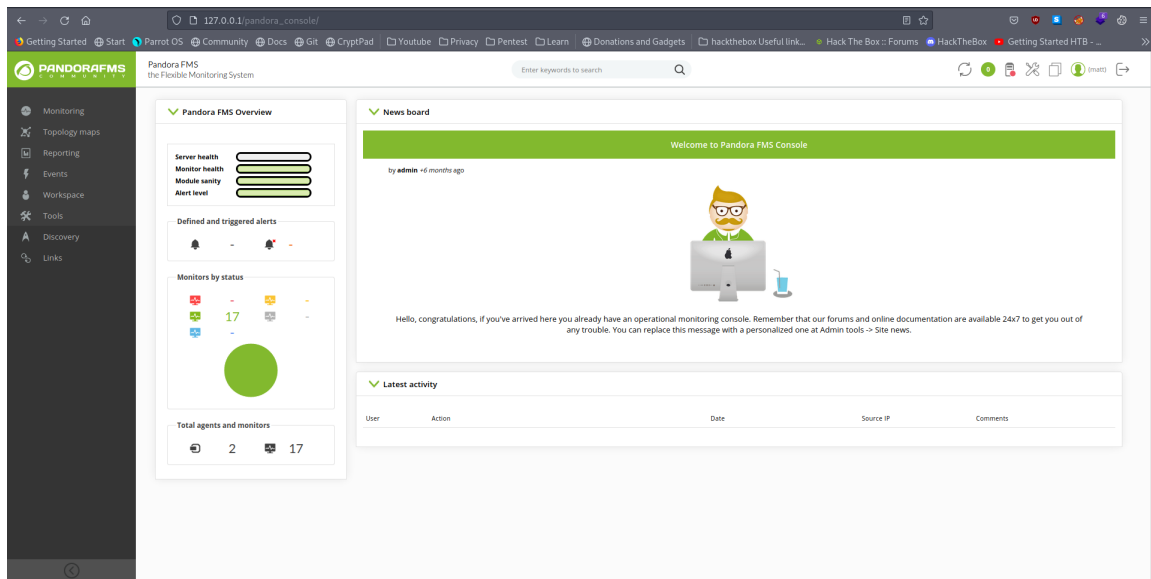 127.0.0.1/pandora_console/
Getting Started Start Parrot OS Community Docs Git CryptPad Youtube Privacy Pentest Learn Donations and Gadgets hackthebox Useful link... Hack The Box :: Forums HackTheBox Getting Started HTB - ...
PANDORAFMS
COMMUNITY
Pandora FMS
the Flexible Monitoring System
Enter keywords to search
0
(matt)
Monitoring
Topology maps
Reporting
Events
Workspace
Tools
Discovery
Links
Pandora FMS Overview
Server health
Monitor health
Module sanity
Alert level
Defined and triggered alerts
- -
Monitors by status
- -
17 -
-
Total agents and monitors
2 17
News board
Welcome to Pandora FMS Console
by admin +6 months ago
Hello, congratulations, if you've arrived here you already have an operational monitoring console. Remember that our forums and online documentation are available 24x7 to get you out of
any trouble. You can replace this message with a personalized one at Admin tools -> Site news.
Latest activity
User Action Date Source IP Comments